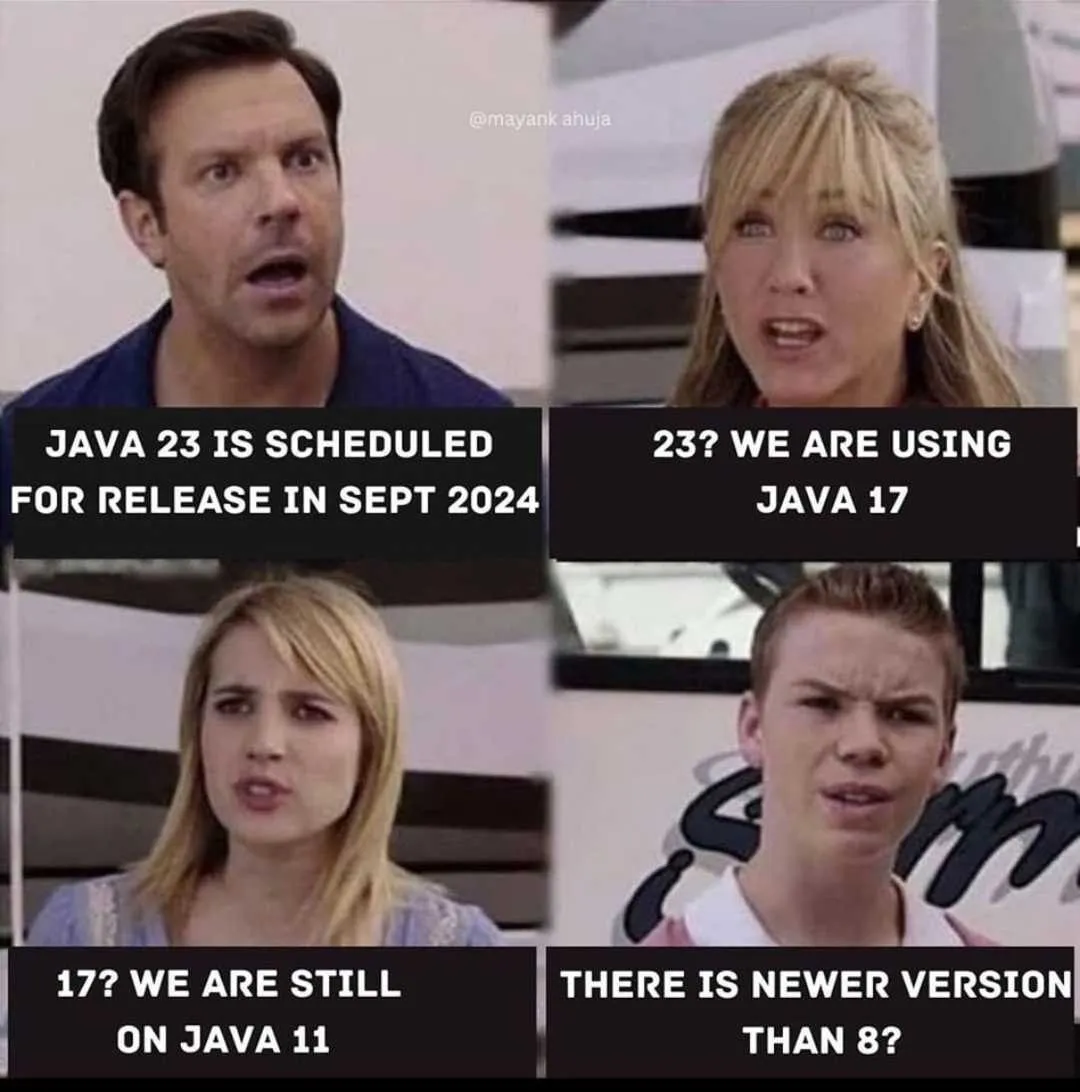 @mayank ahuja
JAVA 23 IS SCHEDULED
FOR RELEASE IN SEPT 2024
23? WE ARE USING
JAVA 17
17? WE ARE STILL
ON JAVA 11
THERE IS NEWER VERSION
THAN 8?